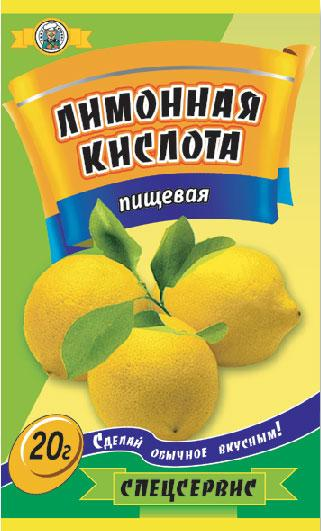 ЛИМОННАЯ
КИСЛОТА
пищевая
20г
Сделай обычное вкусным!
СПЕЦСЕРВИС